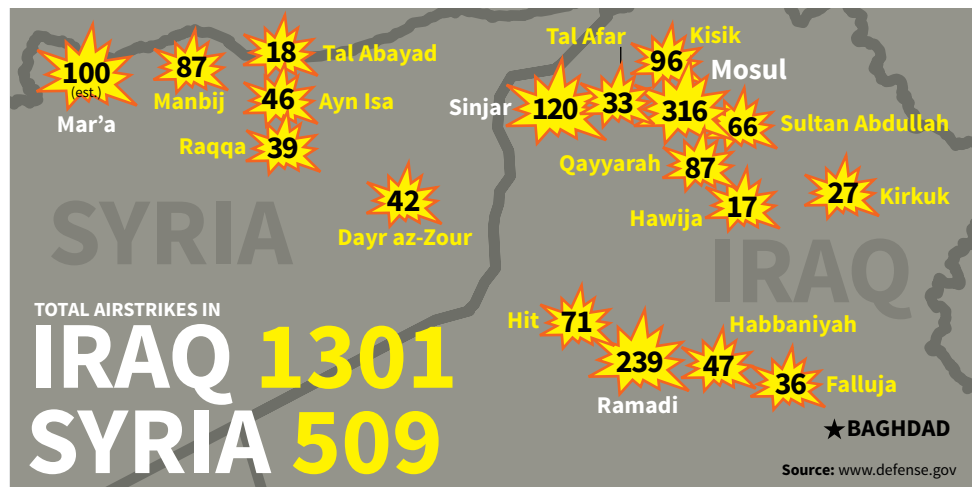 100
(est.)
Mar’a
87
Manbij
18
Tal Abayad
46
Ayn Isa
Raqqa
39
42
Dayr az-Zour
SYRIA
Tal Afar
Kisik
96
Mosul
Sinjar
120
33
316
66
Sultan Abdullah
Qayyarah
87
Hawija
17
27
Kirkuk
IRAQ
Hit
71
239
Ramadi
Habbaniyah
47
36
Falluja
★BAGHDAD
TOTAL AIRSTRIKES IN
IRAQ 1301
SYRIA 509
Source: www.defense.gov